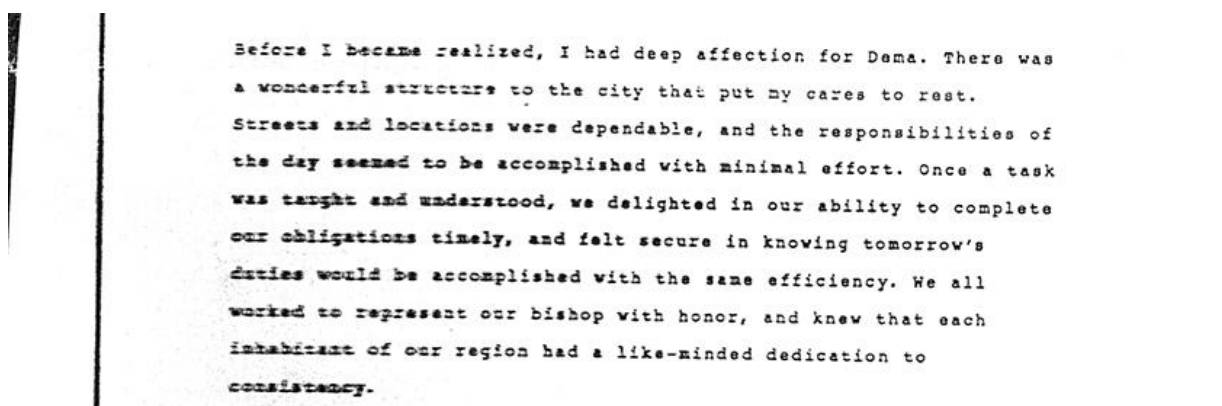 Before I became realized, I had deep affection for Dema. There was
a wonderful structure to the city that put my cares to rest.
Streets and locations were dependable, and the responsibilities of
the day seemed to be accomplished with minimal effort. Once a task
was taught and understood, we delighted in our ability to complete
our obligations timely, and felt secure in knowing tomorrow's
duties would be accomplished with the same efficiency. We all
worked to represent our bishop with honor, and knew that each
inhabitant of our region had a like-minded dedication to
consistency.